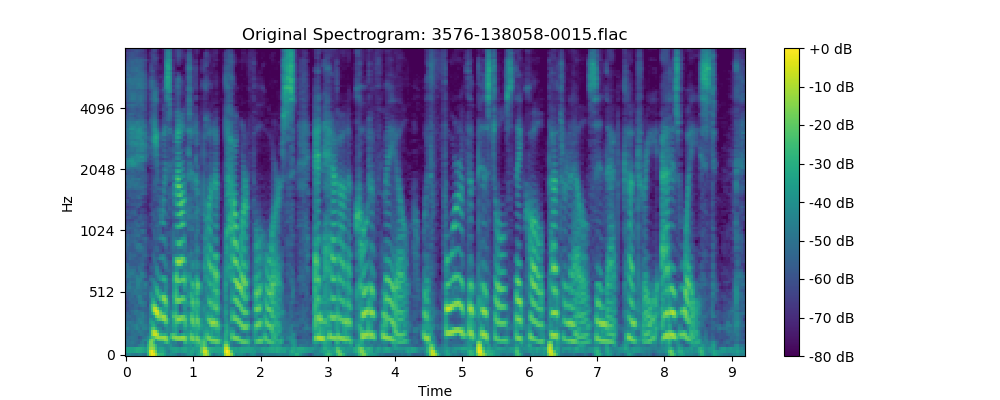 Original Spectrogram: 3576-138058-0015.flac
+0 dB
4096
-10 dB
-20 dB
2048
-30 dB
Hz
1024
-40 dB
-50 dB
512
-60 dB
-70 dB
0
-80 dB
0 1 2 3 4 5 6 7 8 9
Time